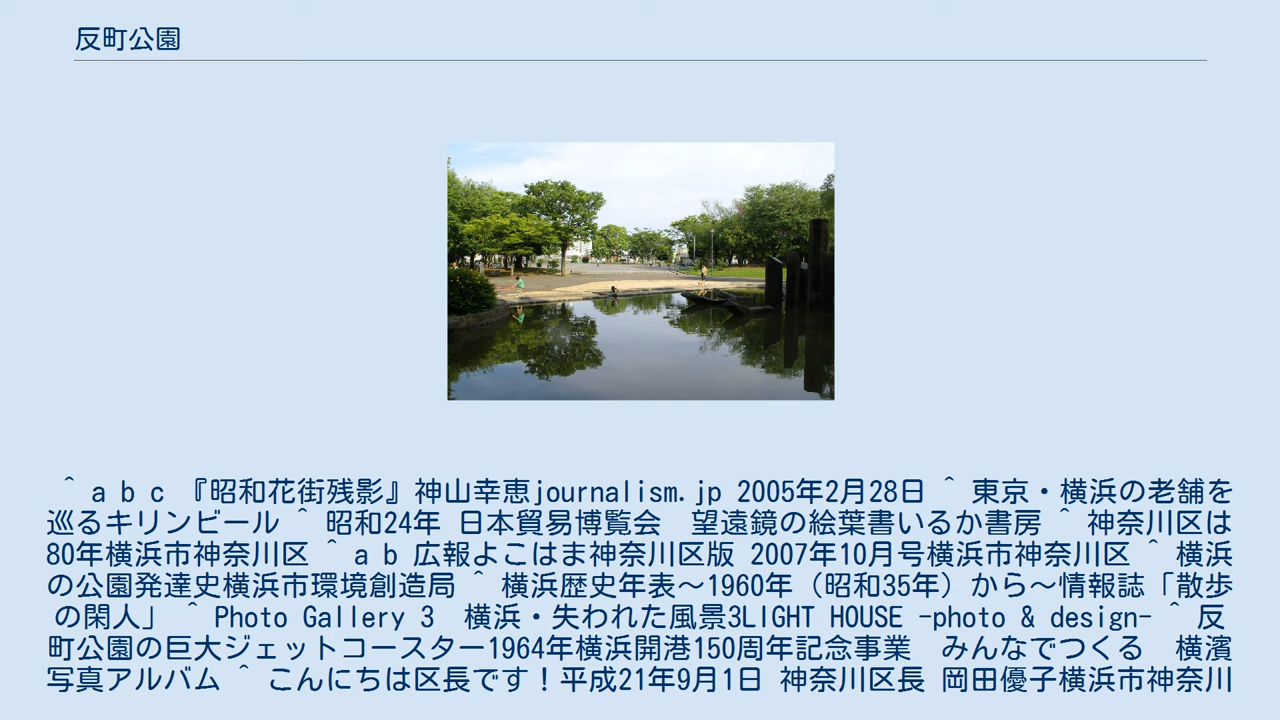 反町公園
^ a b c 『昭和花街残影』神山幸恵journalism.jp 2005年2月28日 ^ 東京・横浜の老舗を
巡るキリンビール ^ 昭和24年 日本貿易博覧会　望遠鏡の絵葉書いるか書房 ^ 神奈川区は
80年横浜市神奈川区 ^ a b 広報よこはま神奈川区版 2007年10月号横浜市神奈川区 ^ 横浜
の公園発達史横浜市環境創造局 ^ 横浜歴史年表〜1960年（昭和35年）から〜情報誌「散歩
の閑人」 ^ Photo Gallery 3　横浜・失われた風景3LIGHT HOUSE -photo & design- ^ 反
町公園の巨大ジェットコースター1964年横浜開港150周年記念事業　みんなでつくる　横濱
写真アルバム ^ こんにちは区長です！平成21年9月1日 神奈川区長 岡田優子横浜市神奈川